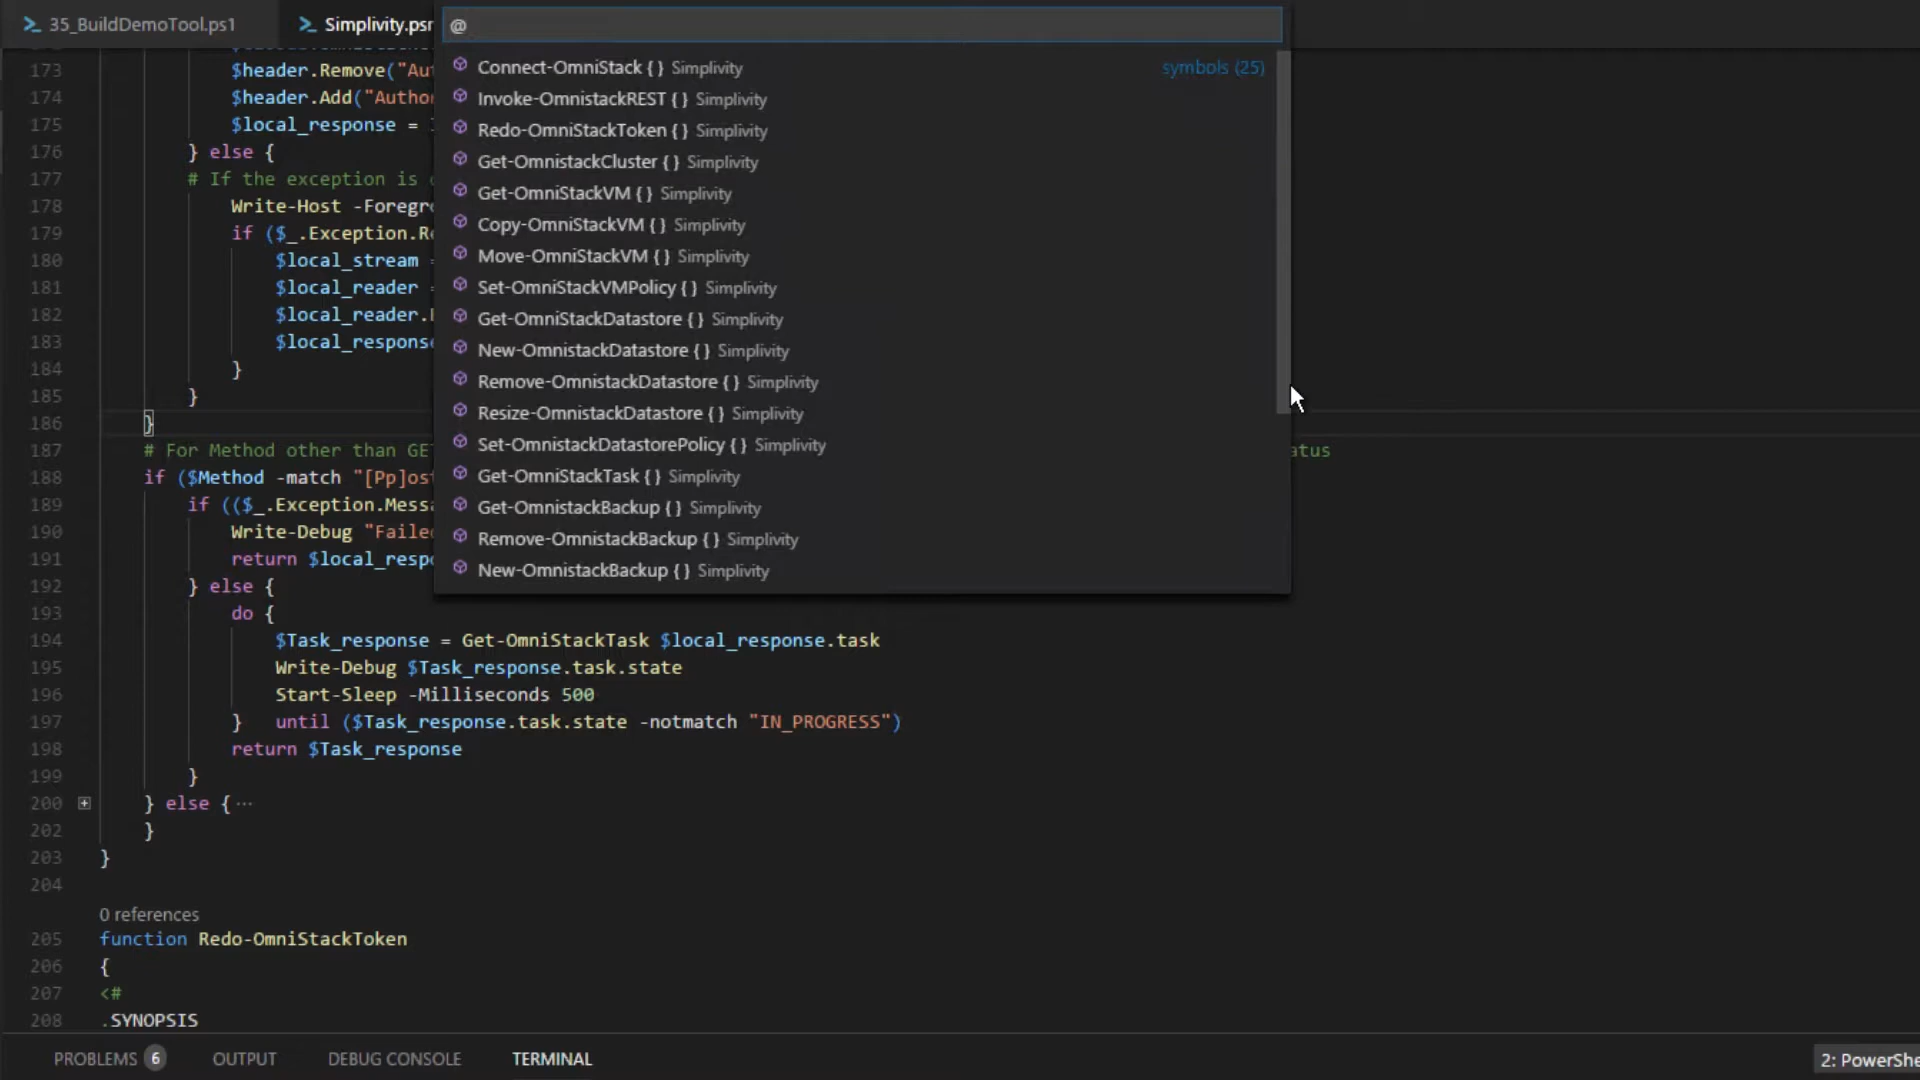 35_BuildDemoTool.ps1
Simplivity.psm
@
Connect-OmniStack { } Simplivity
symbols (25)
Invoke-OmnistackREST { } Simplivity
Redo-OmniStackToken { } Simplivity
Get-OmnistackCluster { } Simplivity
Get-OmniStackVM { } Simplivity
Copy-OmniStackVM { } Simplivity
Move-OmniStackVM { } Simplivity
Set-OmniStackVMPolicy { } Simplivity
Get-OmniStackDatastore { } Simplivity
New-OmnistackDatastore { } Simplivity
Remove-OmnistackDatastore { } Simplivity
Resize-OmnistackDatastore { } Simplivity
Set-OmnistackDatastorePolicy { } Simplivity
Get-OmniStackTask { } Simplivity
Get-OmnistackBackup { } Simplivity
Remove-OmnistackBackup { } Simplivity
New-OmnistackBackup { } Simplivity
173 $header.Remove("Au
174 $header.Add("Author
175 $local_response =
176 } else {
177 # If the exception is
178 Write-Host -Foregr
179 if ($_.Exception.Re
180 $local_stream =
181 $local_reader =
182 $local_reader.
183 $local_response
184 }
185 }
186 }
187 # For Method other than GE atus
188 if ($Method -match "[Pp]ost
189 if (($_.Exception.Messa
190 Write-Debug "Failed
191 return $local_respo
192 } else {
193 do {
194 $Task_response = Get-OmniStackTask $local_response.task
195 Write-Debug $Task_response.task.state
196 Start-Sleep -Milliseconds 500
197 } until ($Task_response.task.state -notmatch "IN_PROGRESS")
198 return $Task_response
199 }
200 } else { ...
202 }
203 }
204
0 references
205 function Redo-OmniStackToken
206 {
207 <#
208 .SYNOPSIS
PROBLEMS 6 OUTPUT DEBUG CONSOLE TERMINAL 2: PowerShe